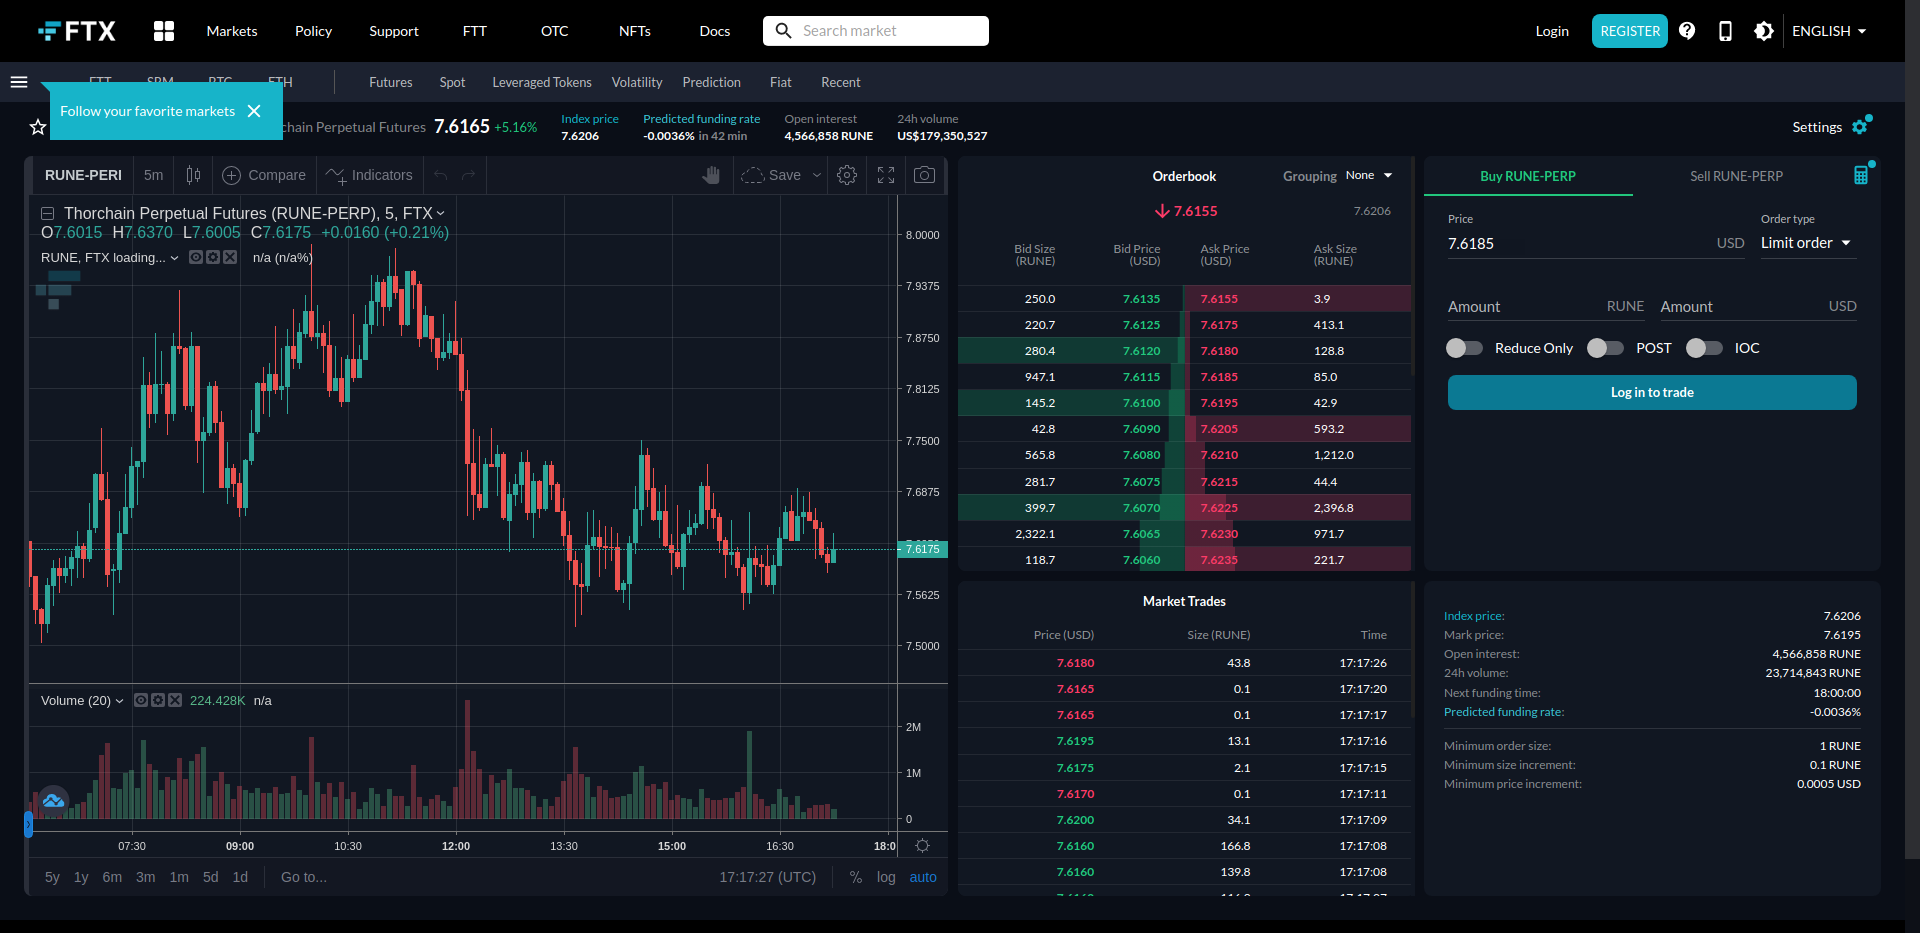 FTX Markets Policy Support FTT OTC NFTs Docs Search market Login REGISTER ENGLISH
FTT SRM BTC ETH Futures Spot Leveraged Tokens Volatility Prediction Fiat Recent
Follow your favorite markets
chain Perpetual Futures 7.6165 +5.16%
Index price
7.6206
Predicted funding rate
-0.0036% in 42 min
Open interest
4,566,858 RUNE
24h volume
US$179,350,527
Settings
RUNE-PERI 5m Compare Indicators Save
Thorchain Perpetual Futures (RUNE-PERP), 5, FTX
O7.6015 H7.6370 L7.6005 C7.6175 +0.0160 (+0.21%)
RUNE, FTX loading... n/a (n/a%)
8.0000
7.9375
7.8750
7.8125
7.7500
7.6875
7.6175
7.5625
7.5000
Volume (20) 224.428K n/a
2M
1M
0
07:30 09:00 10:30 12:00 13:30 15:00 16:30 18:0
5y 1y 6m 3m 1m 5d 1d Go to... 17:17:27 (UTC) % log auto
Orderbook Grouping None
7.6155 7.6206
Bid Size (RUNE) Bid Price (USD) Ask Price (USD) Ask Size (RUNE)
250.0 7.6135 7.6155 3.9
220.7 7.6125 7.6175 413.1
280.4 7.6120 7.6180 128.8
947.1 7.6115 7.6185 85.0
145.2 7.6100 7.6195 42.9
42.8 7.6090 7.6205 593.2
565.8 7.6080 7.6210 1,212.0
281.7 7.6075 7.6215 44.4
399.7 7.6070 7.6225 2,396.8
2,322.1 7.6065 7.6230 971.7
118.7 7.6060 7.6235 221.7
Market Trades
Price (USD) Size (RUNE) Time
7.6180 43.8 17:17:26
7.6165 0.1 17:17:20
7.6165 0.1 17:17:17
7.6195 13.1 17:17:16
7.6175 2.1 17:17:15
7.6170 0.1 17:17:11
7.6200 34.1 17:17:09
7.6160 166.8 17:17:08
7.6160 139.8 17:17:08
Buy RUNE-PERP Sell RUNE-PERP
Price Order type
7.6185 USD Limit order
Amount RUNE Amount USD
Reduce Only POST IOC
Log in to trade
Index price: 7.6206
Mark price: 7.6195
Open interest: 4,566,858 RUNE
24h volume: 23,714,843 RUNE
Next funding time: 18:00:00
Predicted funding rate: -0.0036%
Minimum order size: 1 RUNE
Minimum size increment: 0.1 RUNE
Minimum price increment: 0.0005 USD